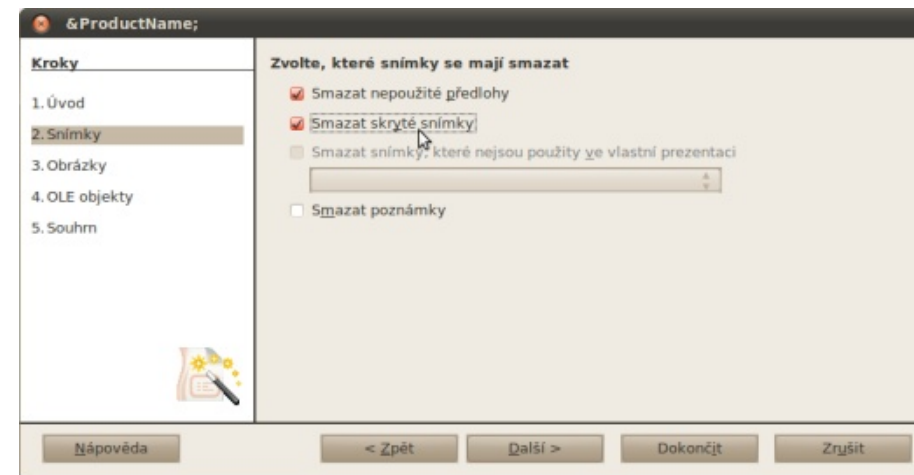 &ProductName;
Kroky
1. Úvod
2. Snímky
3. Obrázky
4. OLE objekty
5. Souhrn
Zvolte, které snímky se mají smazat
Smazat nepoužité předlohy
Smazat skryté snímky
Smazat snímky, které nejsou použity ve vlastní prezentaci
Smazat poznámky
Nápověda
< Zpět
Další >
Dokončit
Zrušit